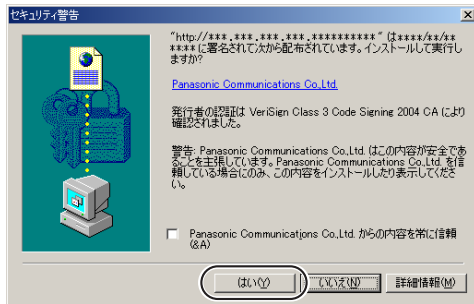 セキュリティ警告
"http://***.***.***.***.**********" (は****/**/**
**:** に署名されて次から配布されています。インストールして実行し
ますか?
Panasonic Communications Co.,Ltd.
発行者の認証は VeriSign Class 3 Code Signing 2004 CA により
確認されました。
警告: Panasonic Communications Co.,Ltd. はこの内容が安全であ
ることを主張しています。Panasonic Communications Co.,Ltd. を信
頼している場合にのみ、この内容をインストールしたり表示してくださ
い。
Panasonic Communications Co.,Ltd. からの内容を常に信頼
(&A)
はい(Y)
いいえ(N)
詳細情報(M)